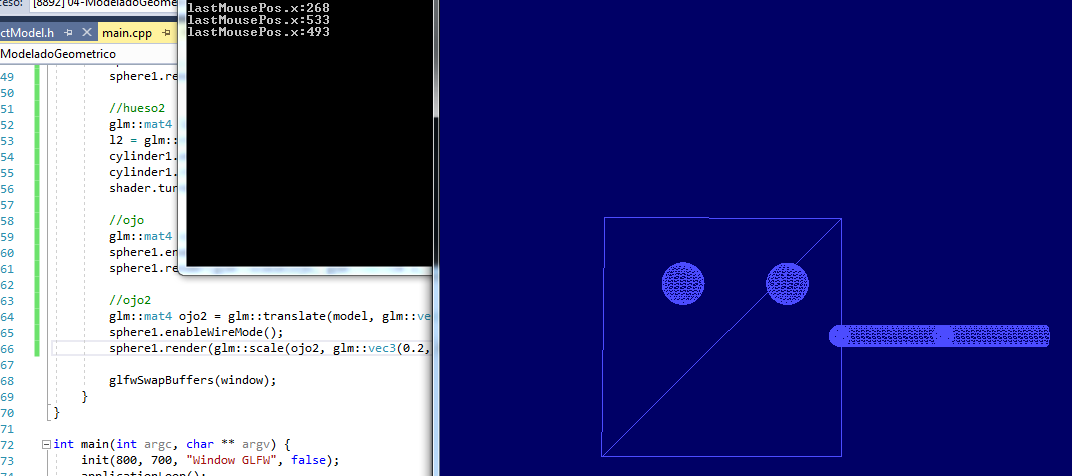 ceso: [8892] 04-ModeladoGeome
lastMousePos.x:268
lastMousePos.x:533
lastMousePos.x:493
ctModel.h main.cpp
ModeladoGeometrico
49 sphere1.re
50
51 //hueso2
52 glm::mat4
53 l2 = glm::
54 cylinder1.
55 cylinder1.
56 shader.tur
57
58 //ojo
59 glm::mat4
60 sphere1.en
61 sphere1.re
62
63 //ojo2
64 glm::mat4 ojo2 = glm::translate(model, glm::ve
65 sphere1.enableWireMode();
66 sphere1.render(glm::scale(ojo2, glm::vec3(0.2,
67
68 glfwSwapBuffers(window);
69 }
70 }
71
72 int main(int argc, char ** argv) {
73 init(800, 700, "Window GLFW", false);
applicationLoop();